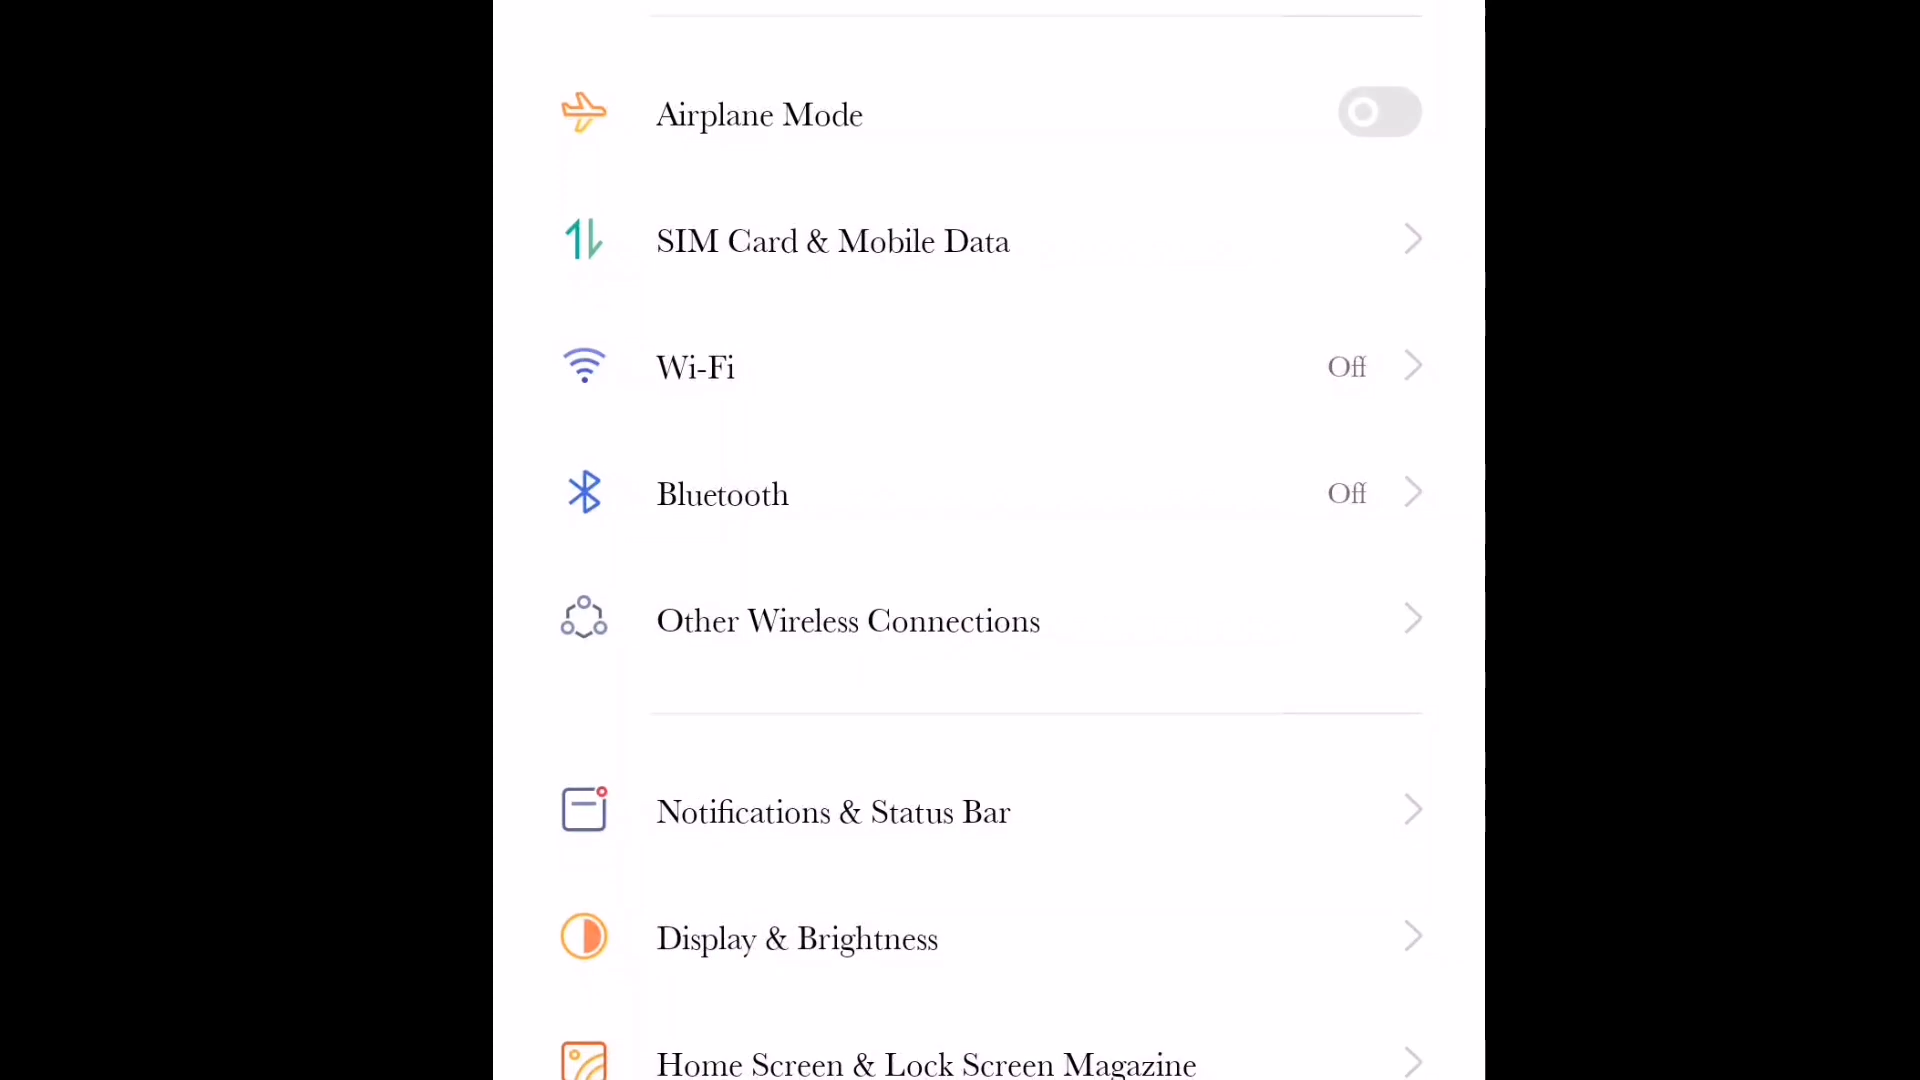 Airplane Mode
SIM Card & Mobile Data
Wi-Fi Off
Bluetooth Off
Other Wireless Connections
Notifications & Status Bar
Display & Brightness
Home Screen & Lock Screen Magazine